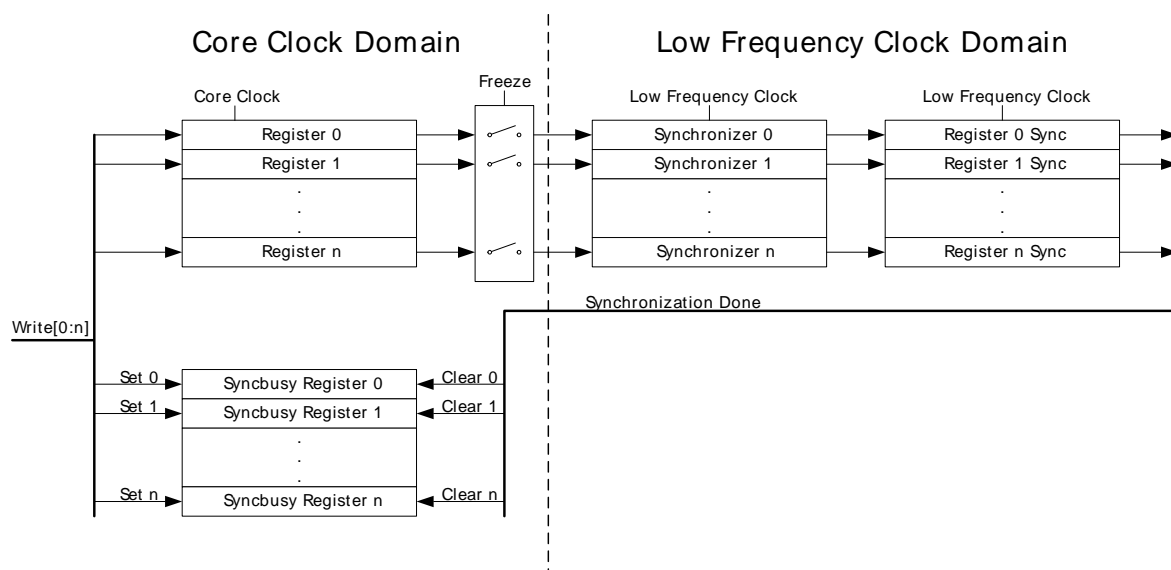 Core Clock Domain
Low Frequency Clock Domain
Freeze
Core Clock
Low Frequency Clock
Low Frequency Clock
Register 0
Synchronizer 0
Register 0 Sync
Register 1
Synchronizer 1
Register 1 Sync
.
.
.
.
.
.
.
.
.
Register n
Synchronizer n
Register n Sync
Synchronization Done
Write[0:n]
Set 0
Syncbusy Register 0
Clear 0
Set 1
Syncbusy Register 1
Clear 1
.
.
.
Set n
Syncbusy Register n
Clear n